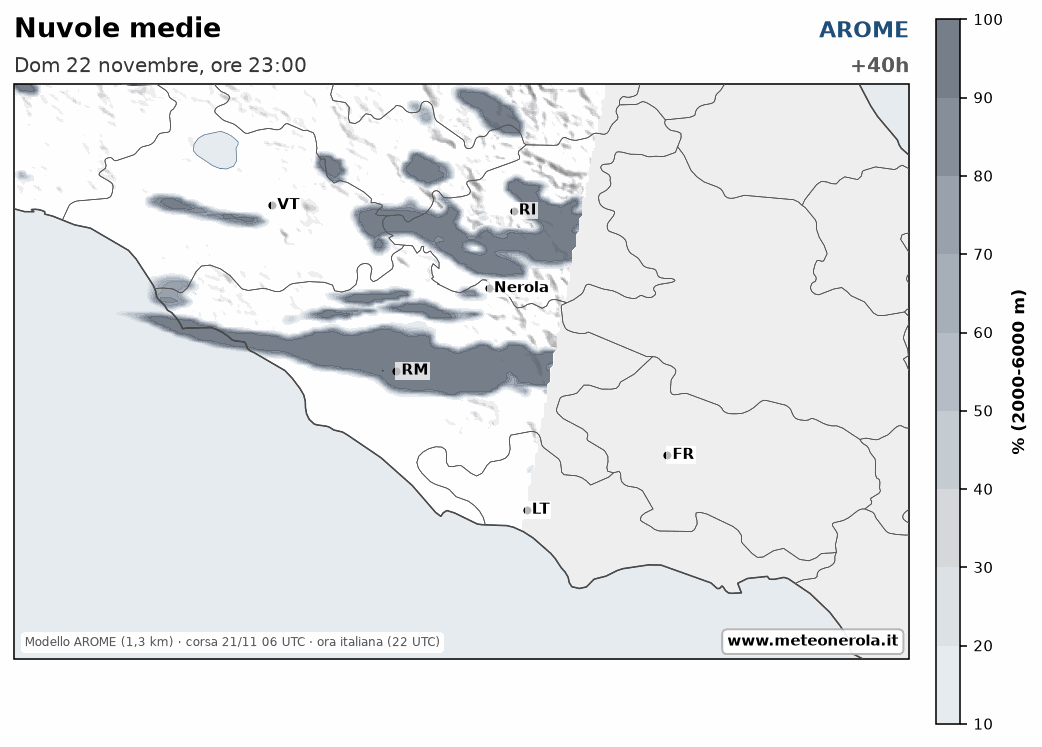 Nuvole medie
AROME
Dom 22 novembre, ore 23:00
+40h
VT
RI
Nerola
RM
FR
LT
Modello AROME (1,3 km) · corsa 21/11 06 UTC · ora italiana (22 UTC)
www.meteonerola.it
100
90
80
70
60
50
40
30
20
10
% (2000-6000 m)